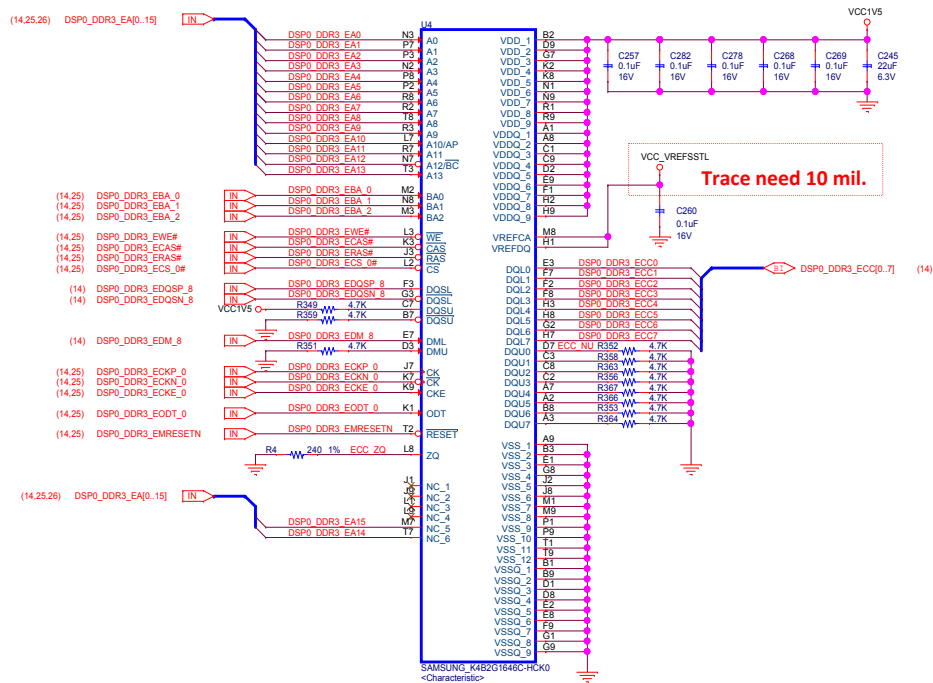 (14,25,26) DSP0_DDR3_EA[0..15] IN
U4
VCC1V5
DSP0_DDR3_EA0 N3 A0
DSP0_DDR3_EA1 P7 A1
DSP0_DDR3_EA2 P3 A2
DSP0_DDR3_EA3 N2 A3
DSP0_DDR3_EA4 P8 A4
DSP0_DDR3_EA5 P2 A5
DSP0_DDR3_EA6 R8 A6
DSP0_DDR3_EA7 R2 A7
DSP0_DDR3_EA8 T8 A8
DSP0_DDR3_EA9 R3 A9
DSP0_DDR3_EA10 L7 A10/AP
DSP0_DDR3_EA11 R7 A11
DSP0_DDR3_EA12 N7 A12/BC
DSP0_DDR3_EA13 T3 A13
(14,25) DSP0_DDR3_EBA_0 IN DSP0_DDR3_EBA_0 M2 BA0
(14,25) DSP0_DDR3_EBA_1 IN DSP0_DDR3_EBA_1 N8 BA1
(14,25) DSP0_DDR3_EBA_2 IN DSP0_DDR3_EBA_2 M3 BA2
(14,25) DSP0_DDR3_EWE# IN DSP0_DDR3_EWE# L3 WE
(14,25) DSP0_DDR3_ECAS# IN DSP0_DDR3_ECAS# K3 CAS
(14,25) DSP0_DDR3_ERAS# IN DSP0_DDR3_ERAS# J3 RAS
(14,25) DSP0_DDR3_ECS_0# IN DSP0_DDR3_ECS_0# L2 CS
(14) DSP0_DDR3_EDQSP_8 IN DSP0_DDR3_EDQSP_8 F3 DQSL
(14) DSP0_DDR3_EDQSN_8 IN DSP0_DDR3_EDQSN_8 G3 DQSL
VCC1V5 R349 4.7K C7 DQSU
R359 4.7K B7 DQSU
(14) DSP0_DDR3_EDM_8 IN DSP0_DDR3_EDM_8 E7 DML
R351 4.7K D3 DMU
(14,25) DSP0_DDR3_ECKP_0 IN DSP0_DDR3_ECKP_0 J7 CK
(14,25) DSP0_DDR3_ECKN_0 IN DSP0_DDR3_ECKN_0 K7 CK
(14,25) DSP0_DDR3_ECKE_0 IN DSP0_DDR3_ECKE_0 K9 CKE
(14,25) DSP0_DDR3_EODT_0 IN DSP0_DDR3_EODT_0 K1 ODT
(14,25) DSP0_DDR3_EMRESETN IN DSP0_DDR3_EMRESETN T2 RESET
R4 240 1% ECC_ZQ L8 ZQ
J1 NC_1
J9 NC_2
L1 NC_3
L9 NC_4
(14,25,26) DSP0_DDR3_EA[0..15] IN
DSP0_DDR3_EA15 M7 NC_5
DSP0_DDR3_EA14 T7 NC_6
VDD_1 B2
VDD_2 D9
VDD_3 G7
VDD_4 K2
VDD_5 K8
VDD_6 N1
VDD_7 N9
VDD_8 R1
VDD_9 R9
VDDQ_1 A1
VDDQ_2 A8
VDDQ_3 C1
VDDQ_4 C9
VDDQ_5 D2
VDDQ_6 E9
VDDQ_7 F1
VDDQ_8 H2
VDDQ_9 H9
C257 C282 C278 C268 C269 C245
0.1uF 0.1uF 0.1uF 0.1uF 0.1uF 22uF
16V 16V 16V 16V 16V 6.3V
VCC_VREFSSTL
Trace need 10 mil.
C260
0.1uF
16V
VREFCA M8
VREFDQ H1
DQL0 E3 DSP0_DDR3_ECC0
DQL1 F7 DSP0_DDR3_ECC1
DQL2 F2 DSP0_DDR3_ECC2
DQL3 F8 DSP0_DDR3_ECC3
DQL4 H3 DSP0_DDR3_ECC4
DQL5 H8 DSP0_DDR3_ECC5
DQL6 G2 DSP0_DDR3_ECC6
DQL7 H7 DSP0_DDR3_ECC7
BI DSP0_DDR3_ECC[0..7] (14)
DQU0 D7 ECC_NU R352 4.7K
DQU1 C3 R358 4.7K
DQU2 C8 R363 4.7K
DQU3 C2 R356 4.7K
DQU4 A7 R367 4.7K
DQU5 A2 R366 4.7K
DQU6 B8 R353 4.7K
DQU7 A3 R364 4.7K
VSS_1 A9
VSS_2 B3
VSS_3 E1
VSS_4 G8
VSS_5 J2
VSS_6 J8
VSS_7 M1
VSS_8 M9
VSS_9 P1
VSS_10 P9
VSS_11 T1
VSS_12 T9
VSSQ_1 B1
VSSQ_2 B9
VSSQ_3 D1
VSSQ_4 D8
VSSQ_5 E2
VSSQ_6 E8
VSSQ_7 F9
VSSQ_8 G1
VSSQ_9 G9
SAMSUNG_K4B2G1646C-HCK0
<Characteristic>